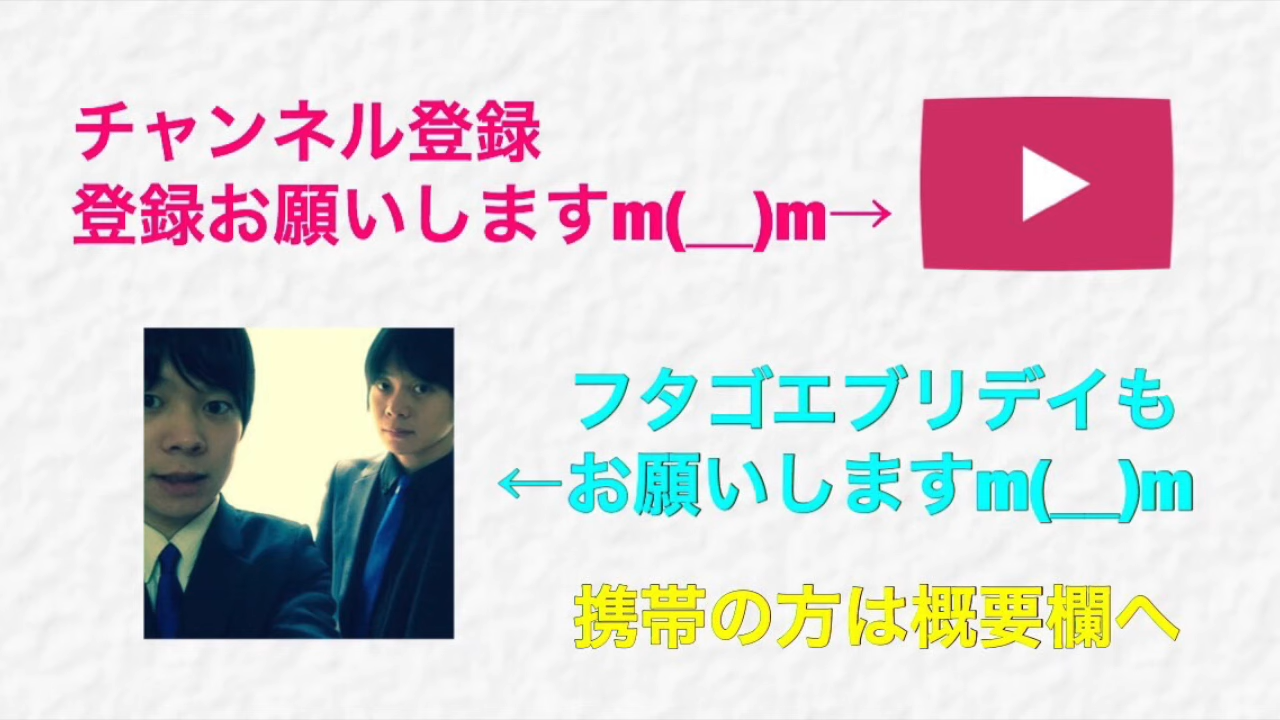 チャンネル登録
登録お願いしますm(__)m→
フタゴエブリデイも
←お願いしますm(__)m
携帯の方は概要欄へ